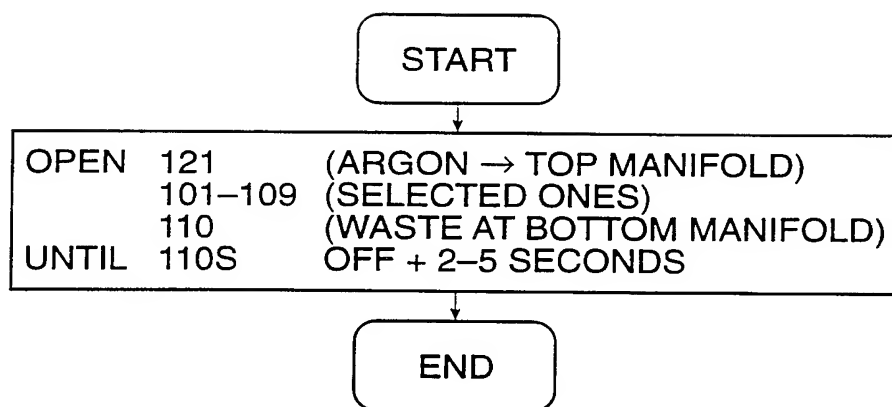 START
OPEN 121 (ARGON → TOP MANIFOLD)
101–109 (SELECTED ONES)
110 (WASTE AT BOTTOM MANIFOLD)
UNTIL 110S OFF + 2–5 SECONDS
END